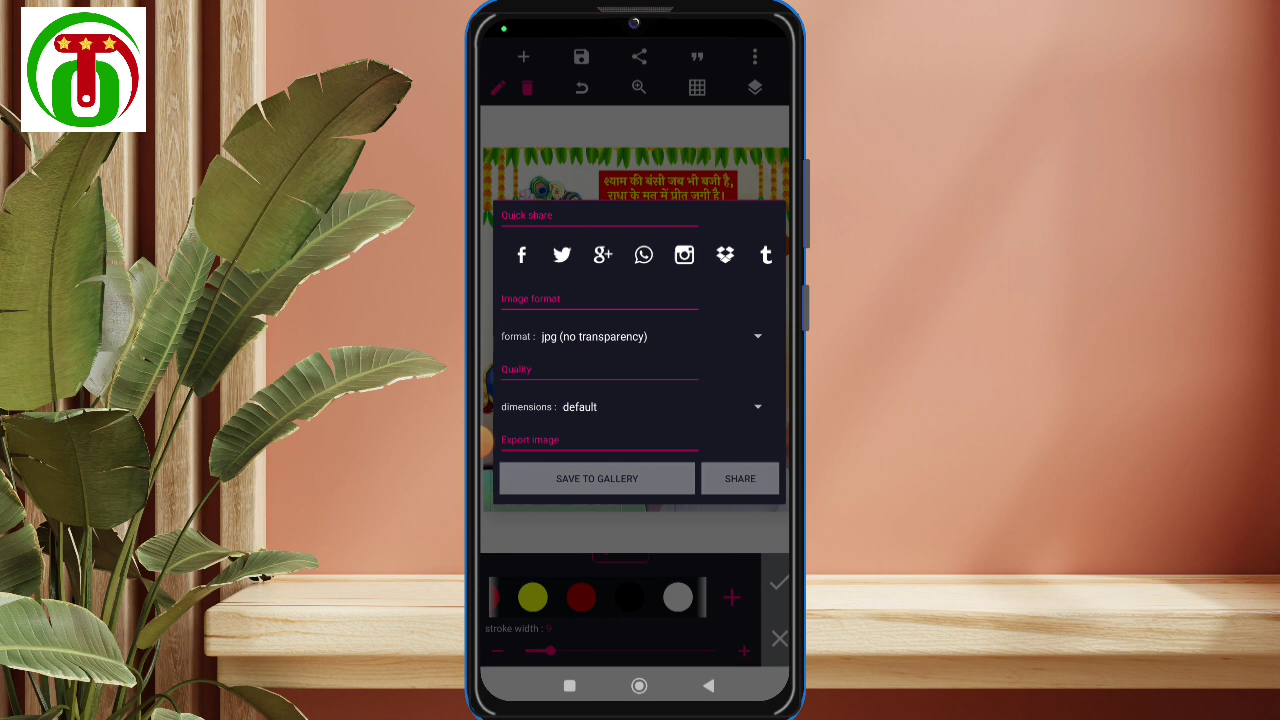 श्याम की बंसी जब भी बजी है,
राधा के मन में प्रीत जगी है।
Quick share
Image format
format : jpg (no transparency)
Quality
dimensions : default
Export image
SAVE TO GALLERY
SHARE
stroke width : 9